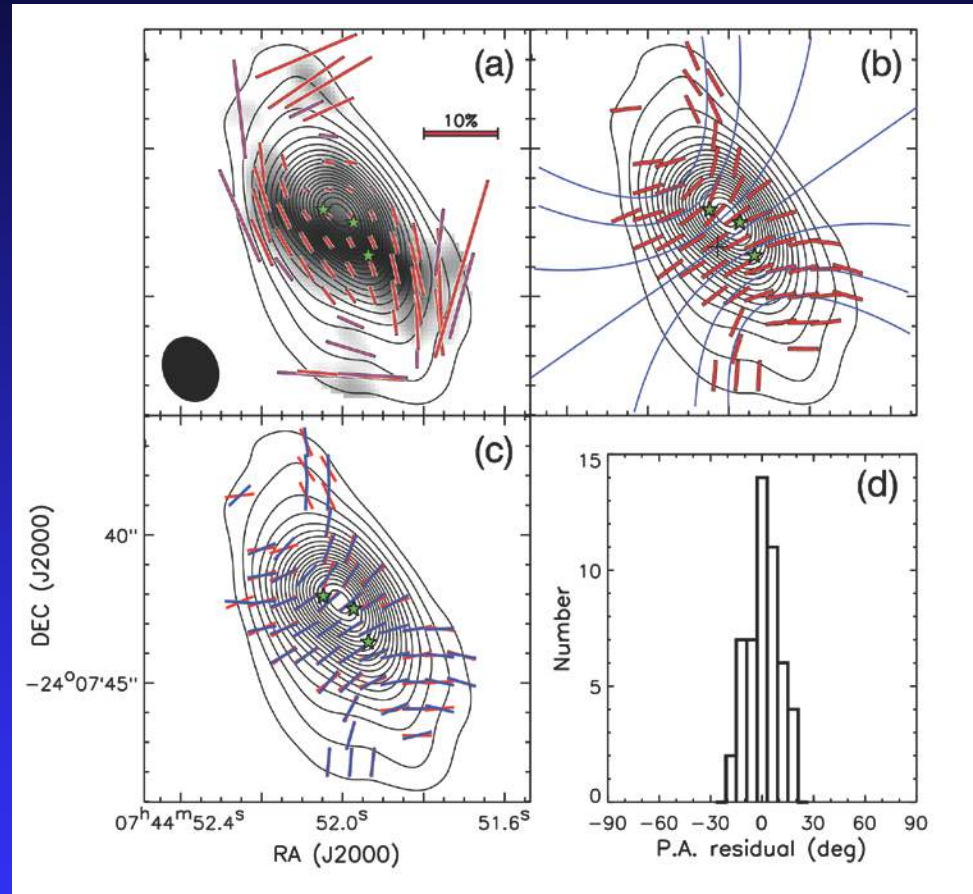 (a)
10%
(b)
(c)
DEC (J2000)
40"
−24°07'45"
07ʰ44ᵐ52.4ˢ
52.0ˢ
51.6ˢ
RA (J2000)
(d)
Number
15
10
5
0
−90
−60
−30
0
30
60
90
P.A. residual (deg)